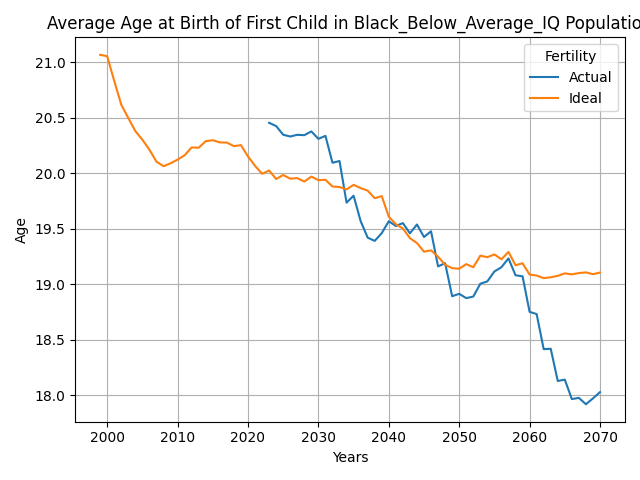 Average Age at Birth of First Child in Black_Below_Average_IQ Populatio
Fertility
Actual
Ideal
21.0
20.5
20.0
19.5
19.0
18.5
18.0
Age
2000 2010 2020 2030 2040 2050 2060 2070
Years